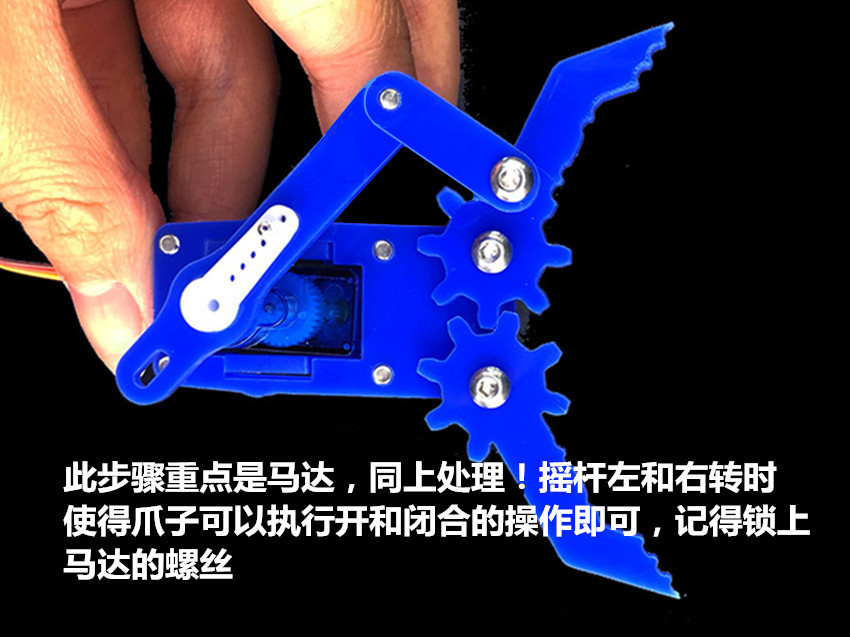 此步骤重点是马达，同上处理！摇杆左和右转时
使得爪子可以执行开和闭合的操作即可，记得锁上
马达的螺丝